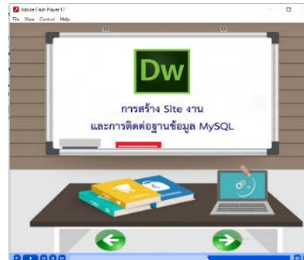 Adobe Flash Player 17
File View Control Help
Dw
การสร้าง Site งาน
และการติดต่อฐานข้อมูล MySQL